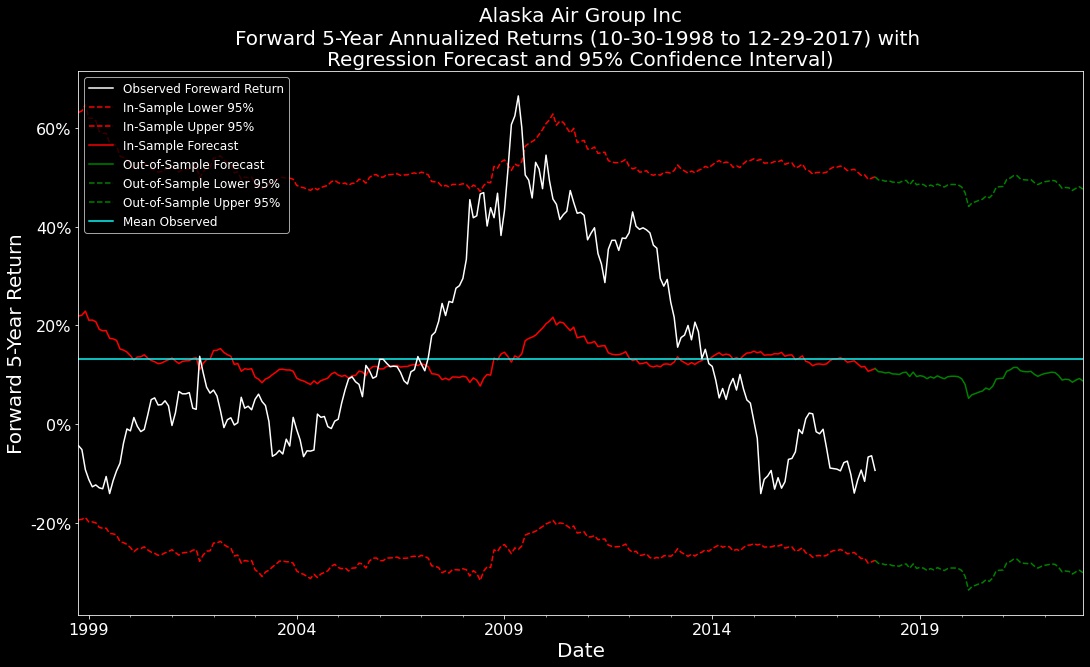 Alaska Air Group Inc
Forward 5-Year Annualized Returns (10-30-1998 to 12-29-2017) with
Regression Forecast and 95% Confidence Interval)
Observed Foreward Return
In-Sample Lower 95%
In-Sample Upper 95%
In-Sample Forecast
Out-of-Sample Forecast
Out-of-Sample Lower 95%
Out-of-Sample Upper 95%
Mean Observed
Forward 5-Year Return
60%
40%
20%
0%
-20%
1999
2004
2009
2014
2019
Date